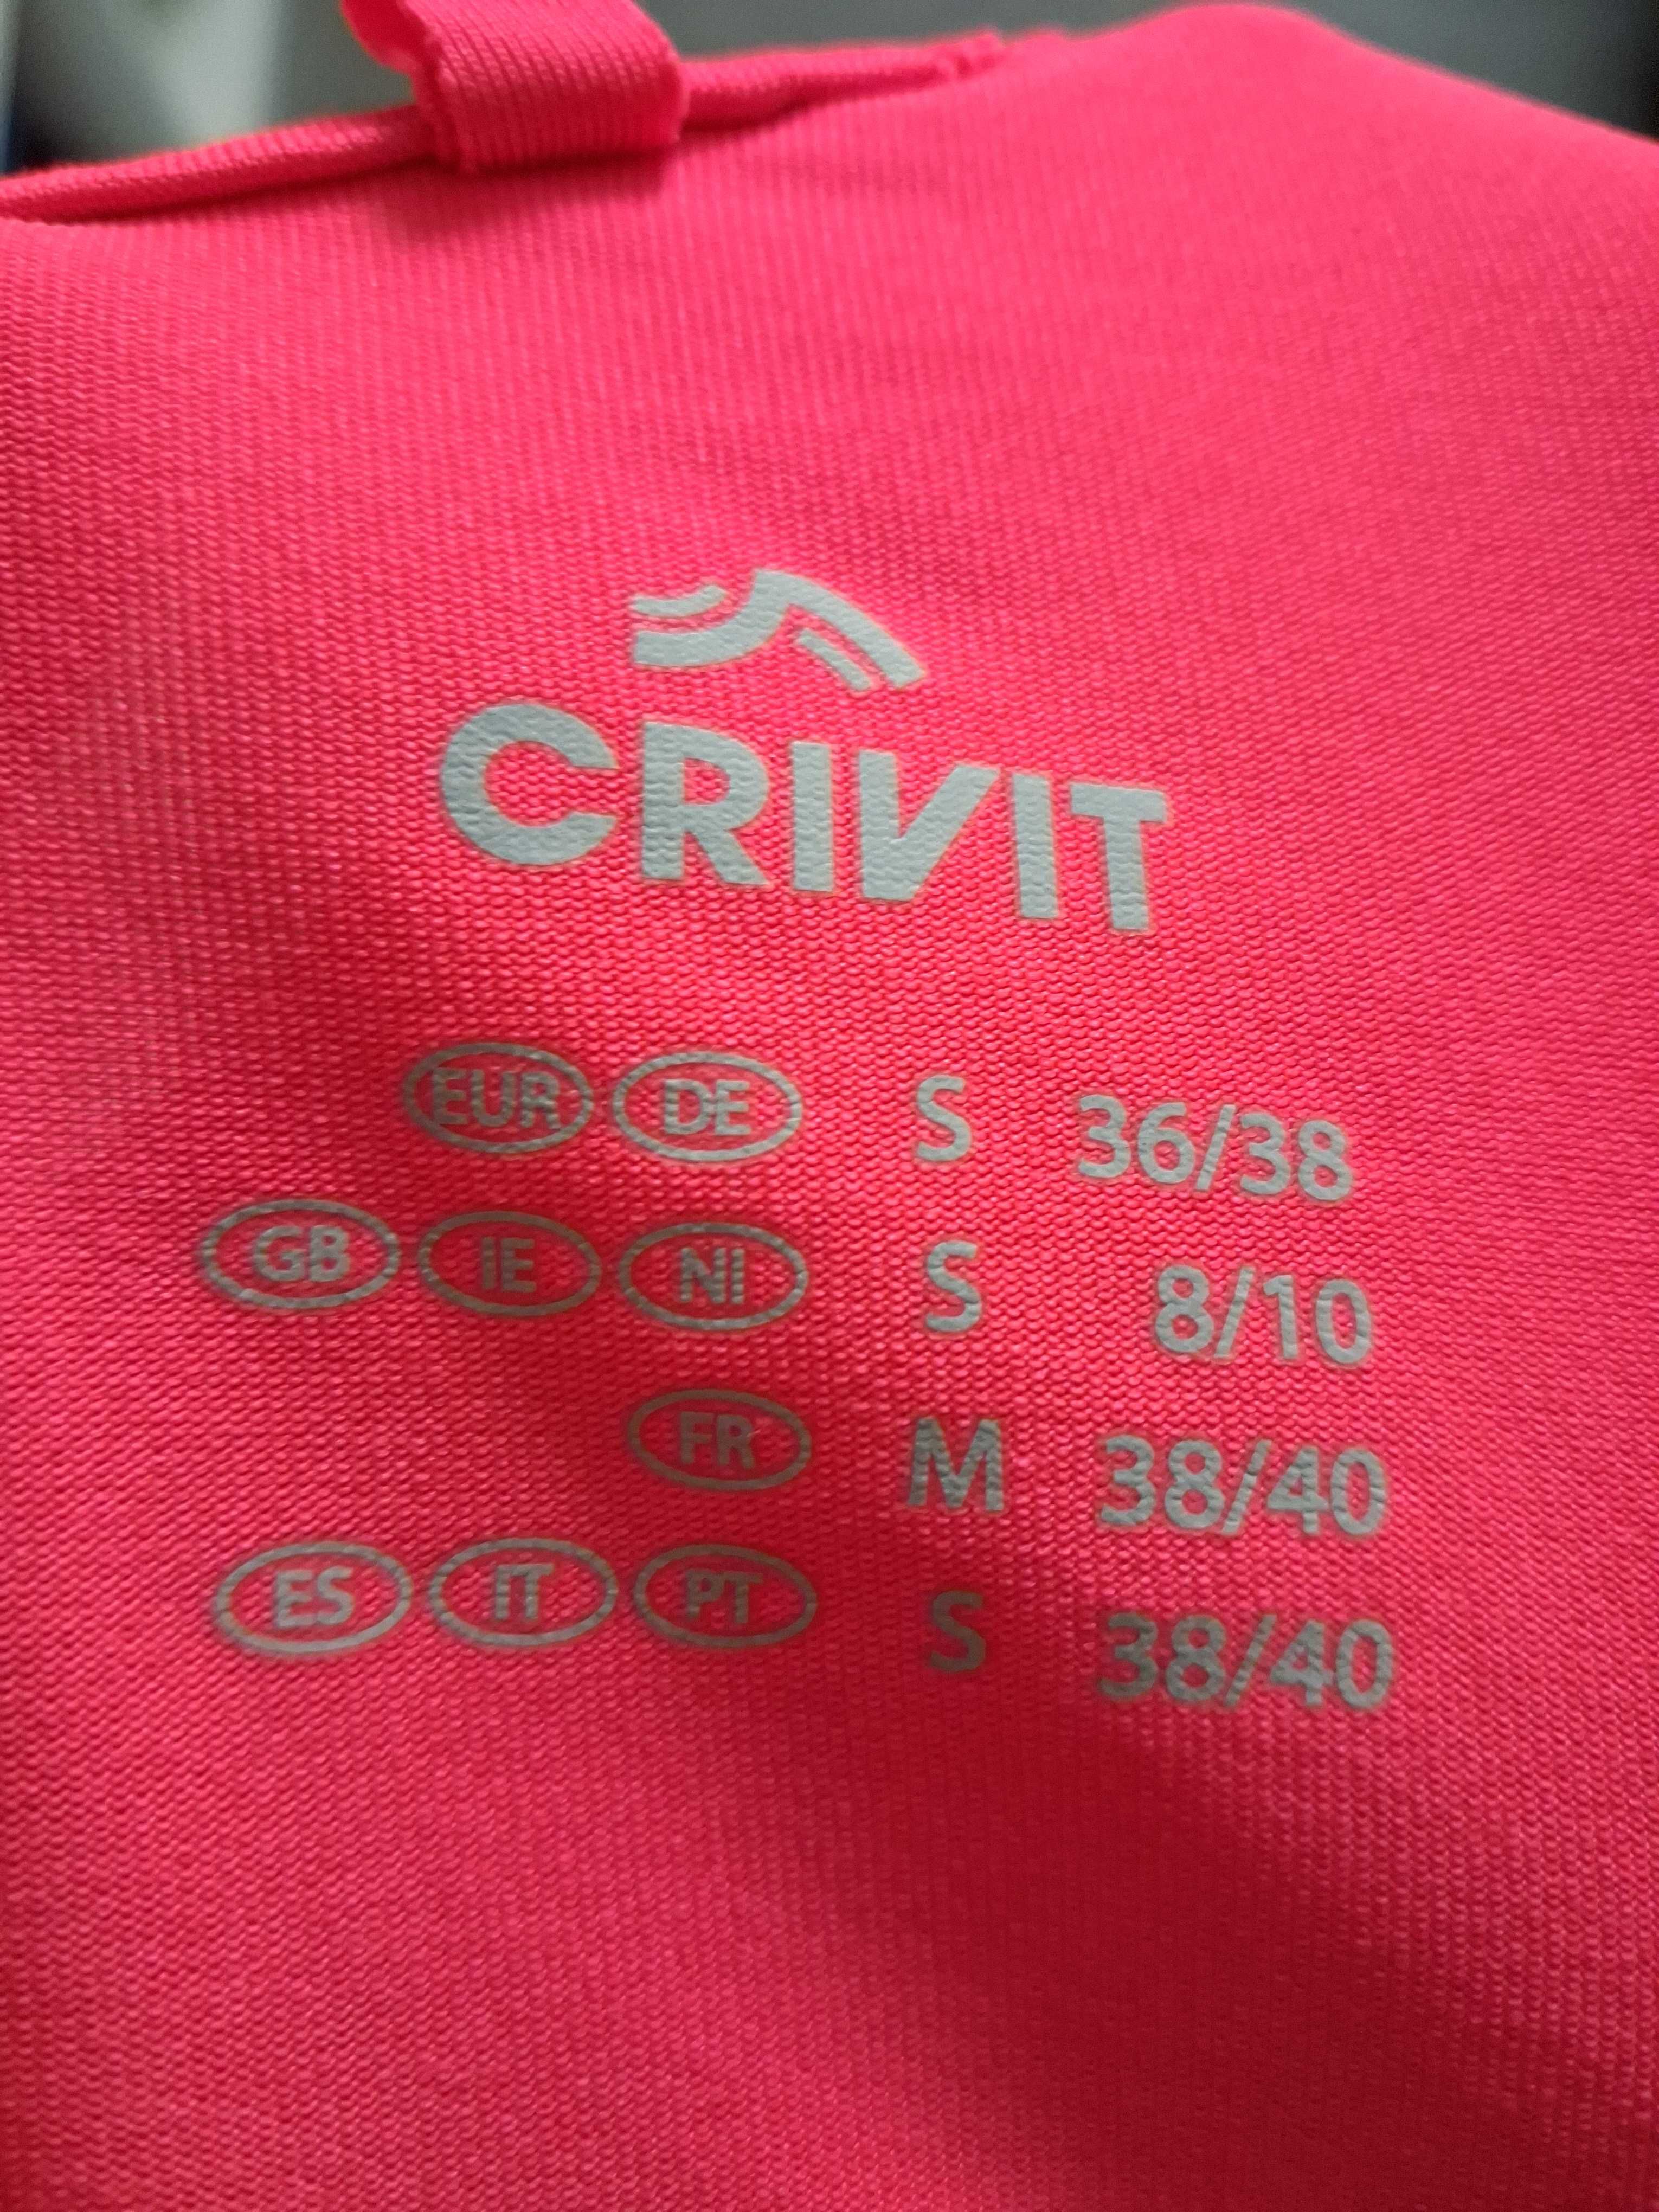 CRIVIT
EUR DE S 36/38
GB IE NI S 8/10
FR M 38/40
ES IT PT S 38/40